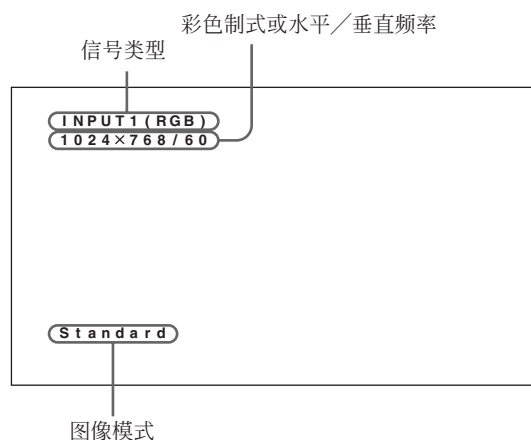 彩色制式或水平／垂直频率
信号类型
INPUT1(RGB)
1024×768/60
Standard
图像模式